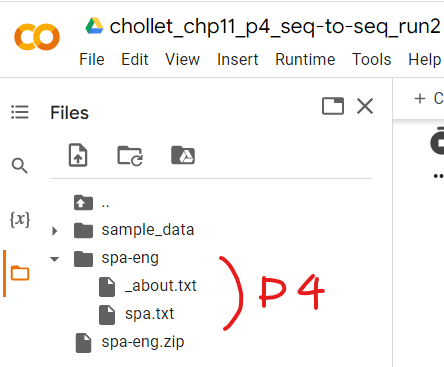 chollet_chp11_p4_seq-to-seq_run2
File Edit View Insert Runtime Tools Help
Files
+ C
..
{x}
sample_data
spa-eng
_about.txt
spa.txt
P4
spa-eng.zip